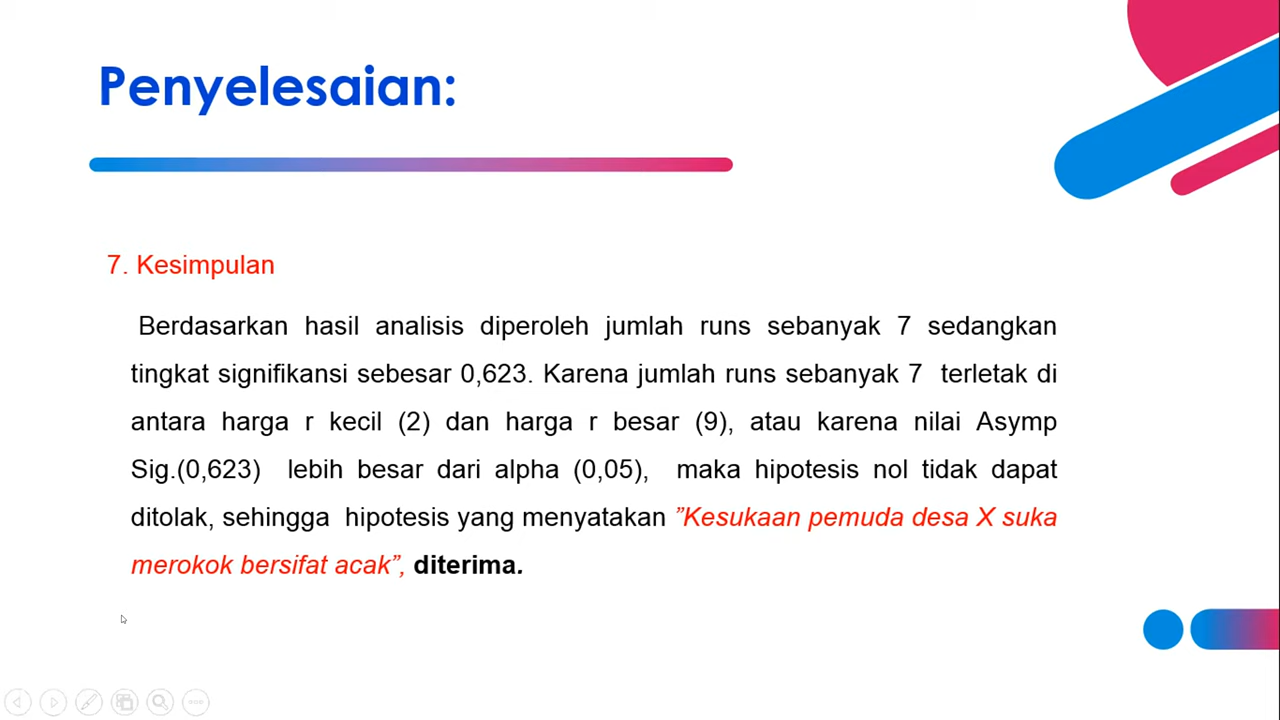 Penyelesaian:
7. Kesimpulan
Berdasarkan hasil analisis diperoleh jumlah runs sebanyak 7 sedangkan
tingkat signifikansi sebesar 0,623. Karena jumlah runs sebanyak 7 terletak di
antara harga r kecil (2) dan harga r besar (9), atau karena nilai Asymp
Sig.(0,623) lebih besar dari alpha (0,05), maka hipotesis nol tidak dapat
ditolak, sehingga hipotesis yang menyatakan ”Kesukaan pemuda desa X suka
merokok bersifat acak”, diterima.